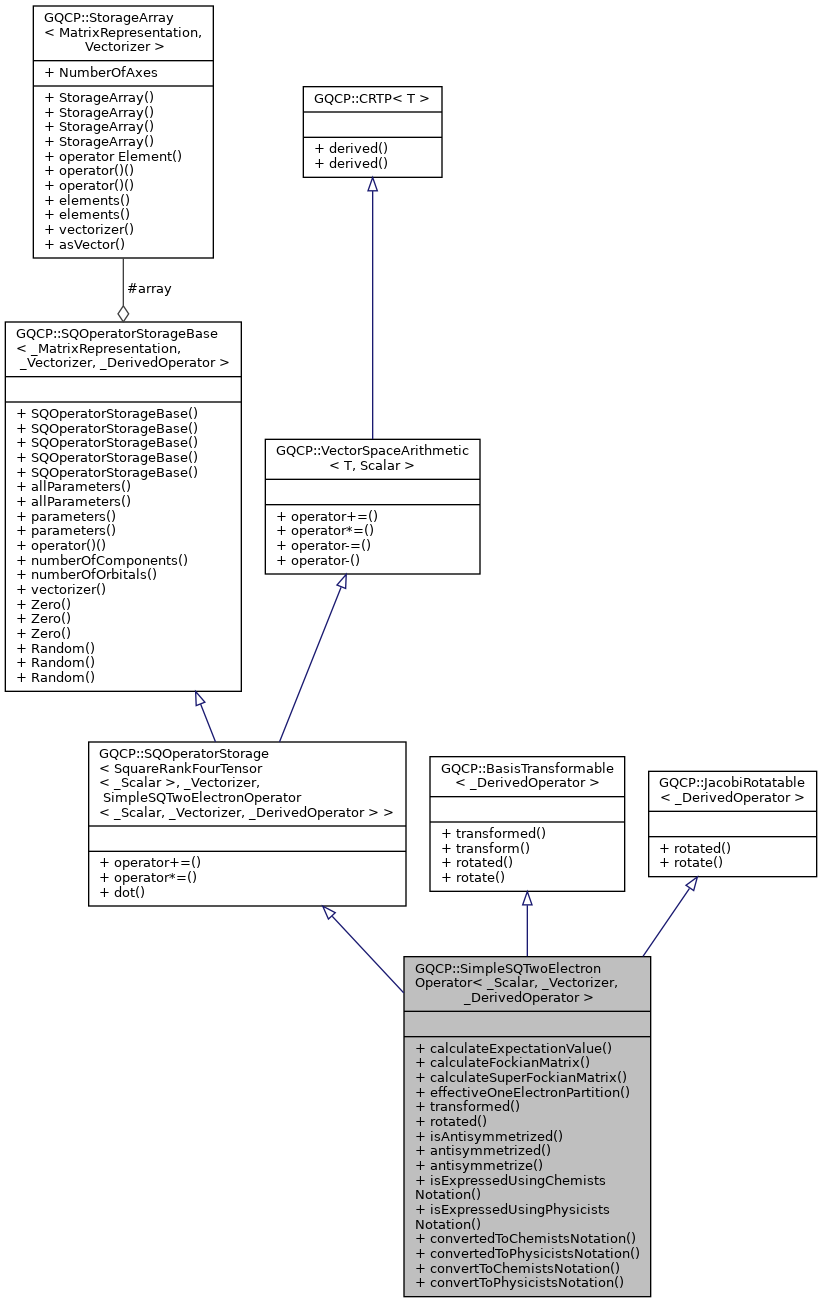 GQCP::StorageArray
< MatrixRepresentation,
Vectorizer >
+ NumberOfAxes
+ StorageArray()
+ StorageArray()
+ StorageArray()
+ StorageArray()
+ operator Element()
+ operator()()
+ operator()()
+ elements()
+ elements()
+ vectorizer()
+ asVector()
GQCP::CRTP< T >
+ derived()
+ derived()
#array
GQCP::SQOperatorStorageBase
< _MatrixRepresentation,
_Vectorizer, _DerivedOperator >
+ SQOperatorStorageBase()
+ SQOperatorStorageBase()
+ SQOperatorStorageBase()
+ SQOperatorStorageBase()
+ SQOperatorStorageBase()
+ allParameters()
+ allParameters()
+ parameters()
+ parameters()
+ operator()()
+ numberOfComponents()
+ numberOfOrbitals()
+ vectorizer()
+ Zero()
+ Zero()
+ Zero()
+ Random()
+ Random()
+ Random()
GQCP::VectorSpaceArithmetic
< T, Scalar >
+ operator+=()
+ operator*=()
+ operator-=()
+ operator-()
GQCP::SQOperatorStorage
< SquareRankFourTensor
< _Scalar >, _Vectorizer,
SimpleSQTwoElectronOperator
< _Scalar, _Vectorizer, _DerivedOperator > >
+ operator+=()
+ operator*=()
+ dot()
GQCP::BasisTransformable
< _DerivedOperator >
+ transformed()
+ transform()
+ rotated()
+ rotate()
GQCP::JacobiRotatable
< _DerivedOperator >
+ rotated()
+ rotate()
GQCP::SimpleSQTwoElectron
Operator< _Scalar, _Vectorizer,
_DerivedOperator >
+ calculateExpectationValue()
+ calculateFockianMatrix()
+ calculateSuperFockianMatrix()
+ effectiveOneElectronPartition()
+ transformed()
+ rotated()
+ isAntisymmetrized()
+ antisymmetrized()
+ antisymmetrize()
+ isExpressedUsingChemists
Notation()
+ isExpressedUsingPhysicists
Notation()
+ convertedToChemistsNotation()
+ convertedToPhysicistsNotation()
+ convertToChemistsNotation()
+ convertToPhysicistsNotation()